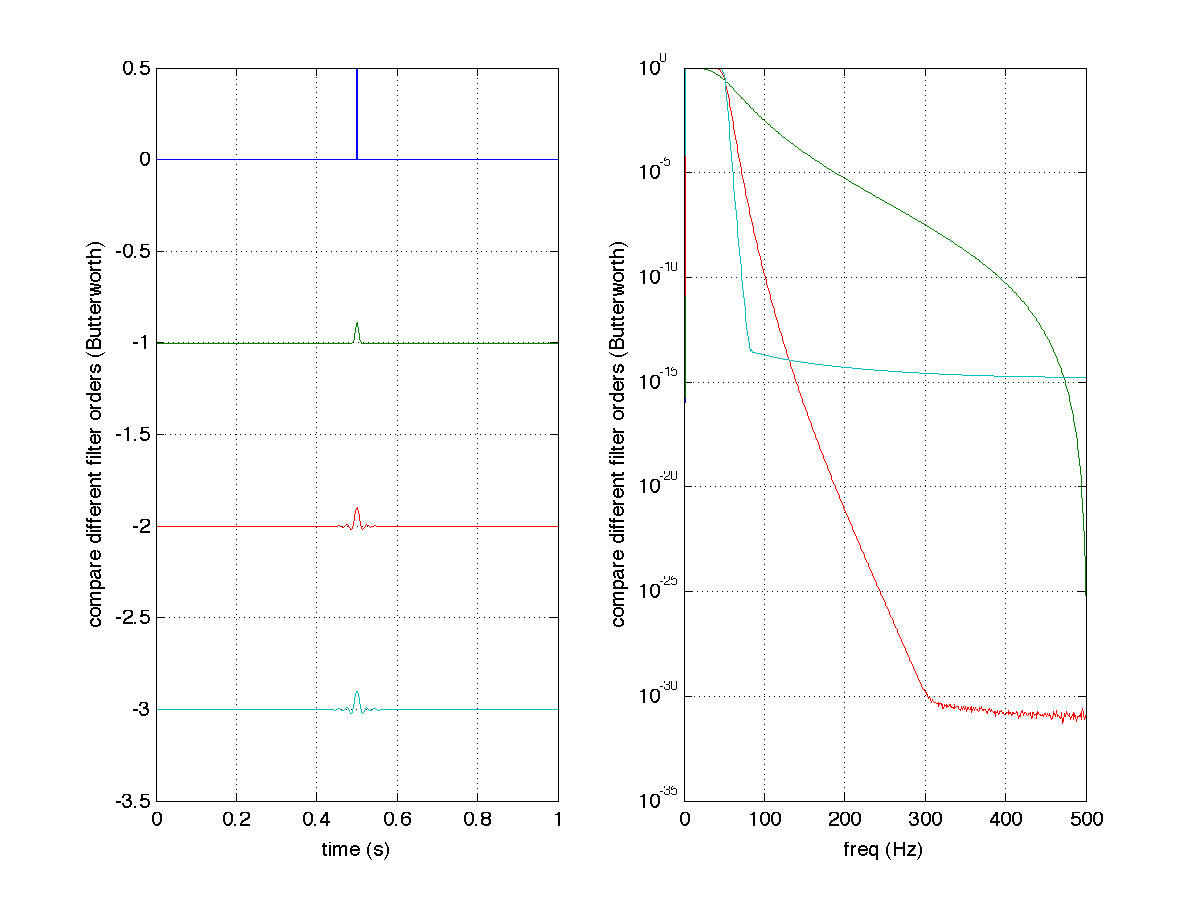 compare different filter orders (Butterworth)
0.5
0
-0.5
-1
-1.5
-2
-2.5
-3
-3.5
0 0.2 0.4 0.6 0.8 1
time (s)
compare different filter orders (Butterworth)
10^0
10^-5
10^-10
10^-15
10^-20
10^-25
10^-30
10^-35
0 100 200 300 400 500
freq (Hz)